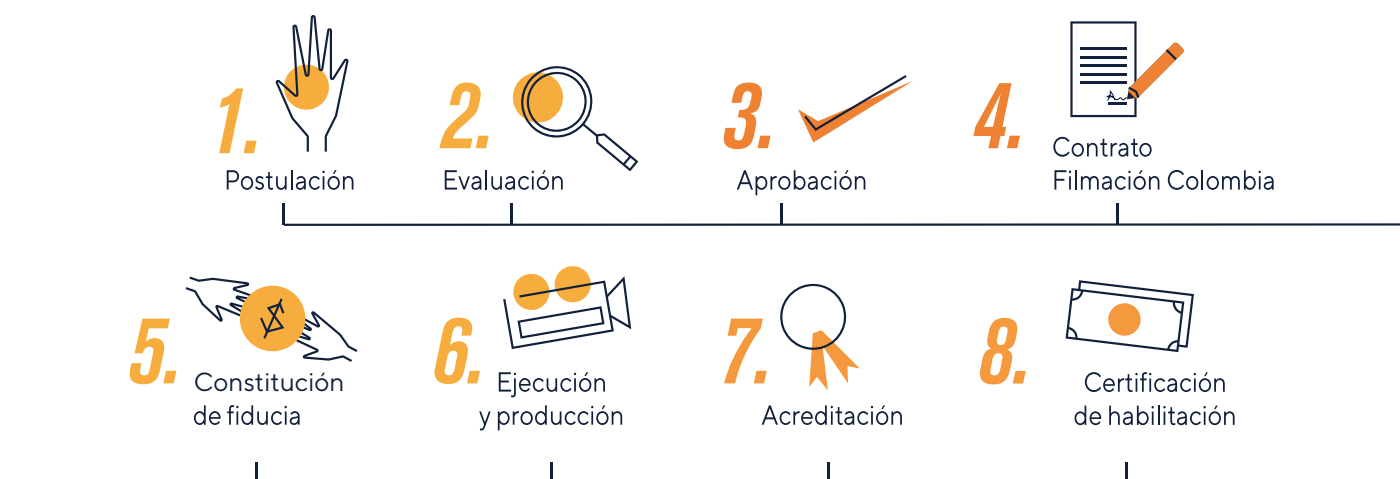 1.
Postulación
2.
Evaluación
3.
Aprobación
4.
Contrato
Filmación Colombia
5.
$
Constitución
de fiducia
6.
Ejecución
y producción
7.
Acreditación
8.
Certificación
de habilitación